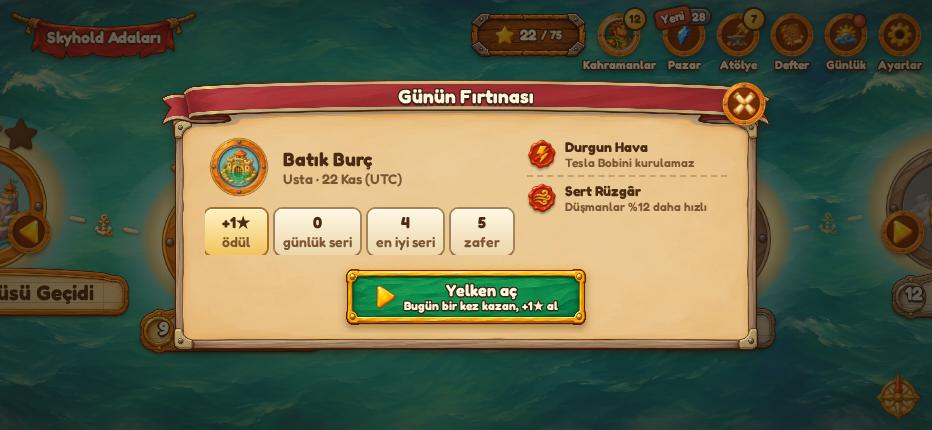 Skyhold Adaları
22 / 75
12
Yeni 28
7
Kahramanlar
Pazar
Atölye
Defter
Günlük
Ayarlar
Günün Fırtınası
Batık Burç
Usta · 22 Kas (UTC)
+1★
ödül
0
günlük seri
4
en iyi seri
5
zafer
Durgun Hava
Tesla Bobini kurulamaz
Sert Rüzgâr
Düşmanlar %12 daha hızlı
Yelken aç
Bugün bir kez kazan, +1★ al
üsü Geçidi
9
12